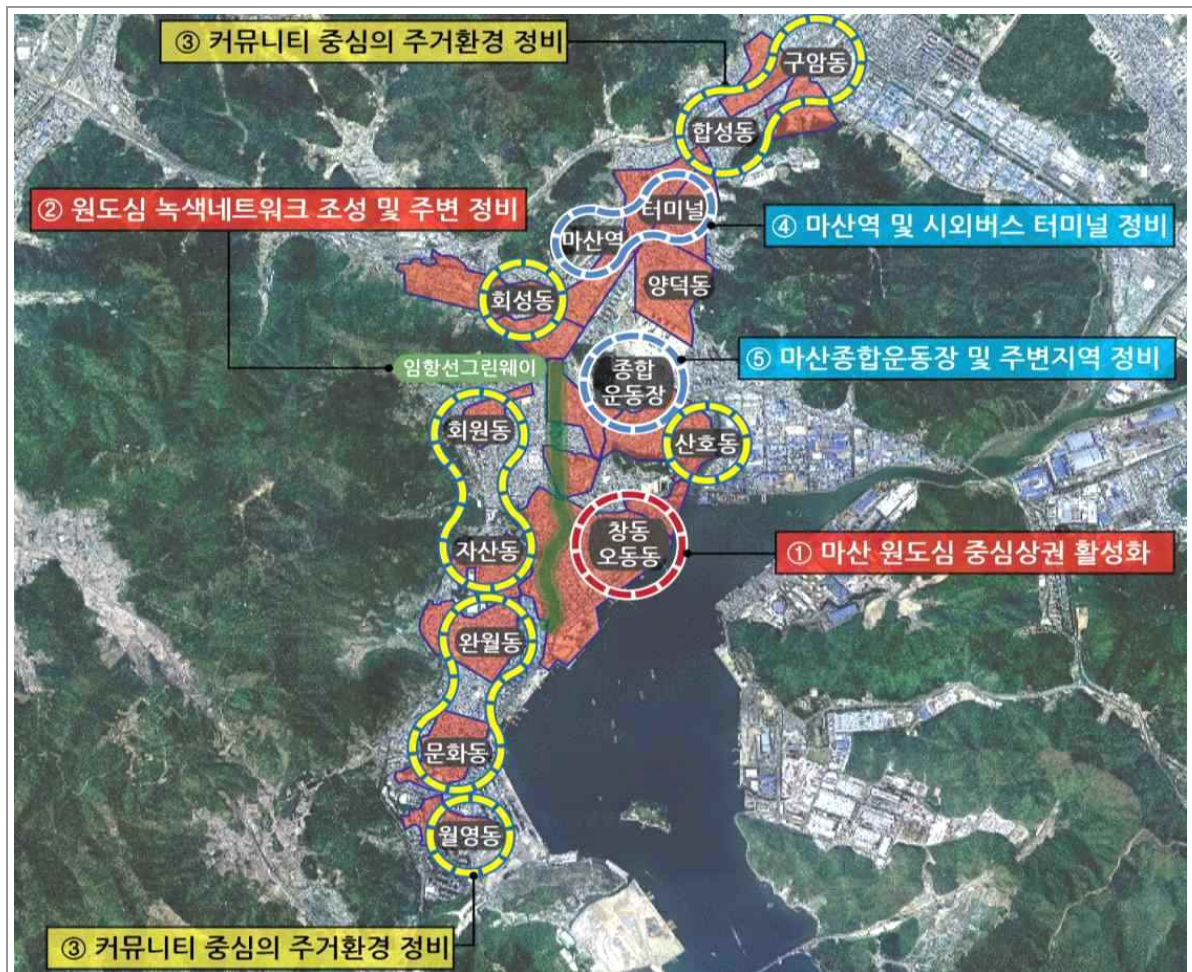 ③ 커뮤니티 중심의 주거환경 정비
구암동
합성동
② 원도심 녹색네트워크 조성 및 주변 정비
터미널
④ 마산역 및 시외버스 터미널 정비
마산역
양덕동
회성동
⑤ 마산종합운동장 및 주변지역 정비
임항선그린웨이
종합
운동장
회원동
산호동
창동
오동동
① 마산 원도심 중심상권 활성화
자산동
완월동
문화동
월영동
③ 커뮤니티 중심의 주거환경 정비